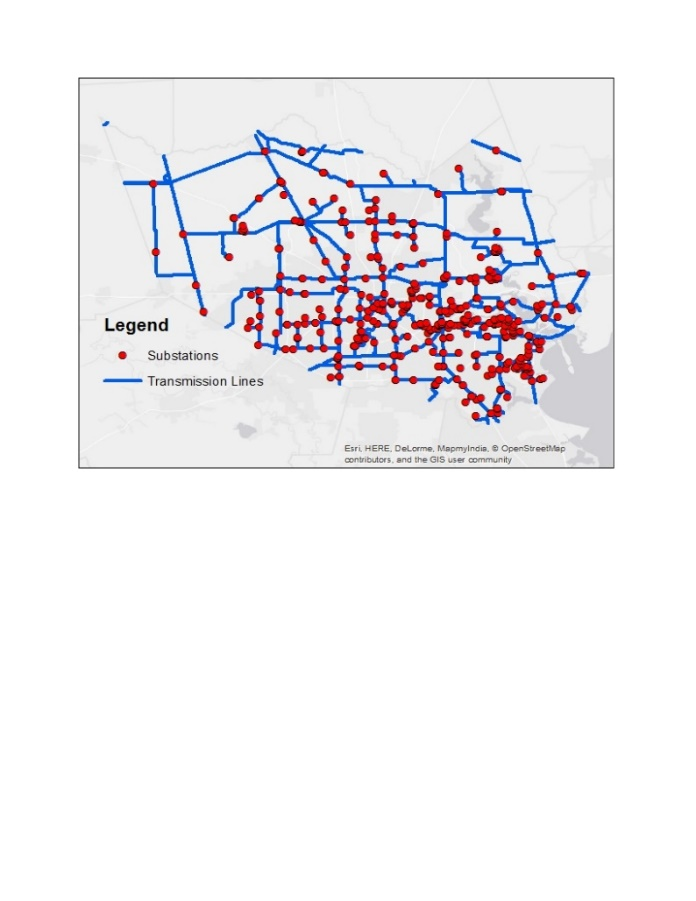 Legend
Substations
Transmission Lines
Esri, HERE, DeLorme, MapmyIndia, © OpenStreetMap
contributors, and the GIS user community